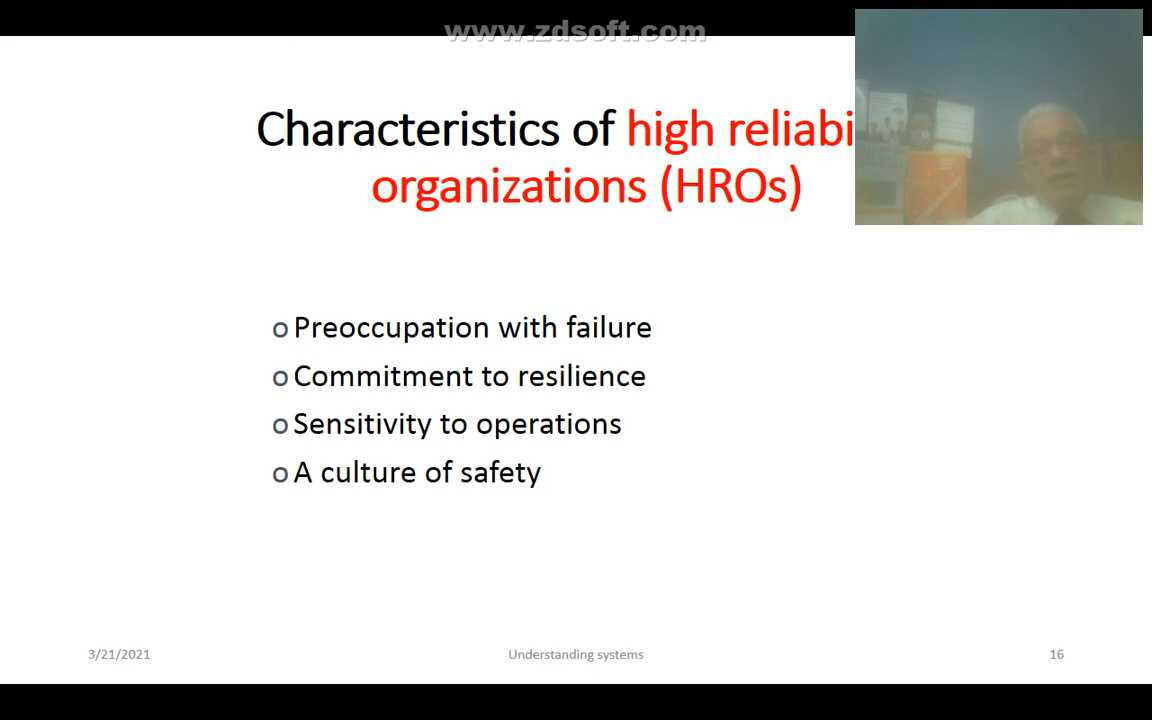 www.zdsoft.com
Characteristics of high reliabi
organizations (HROs)
o Preoccupation with failure
o Commitment to resilience
o Sensitivity to operations
o A culture of safety
3/21/2021 Understanding systems 16